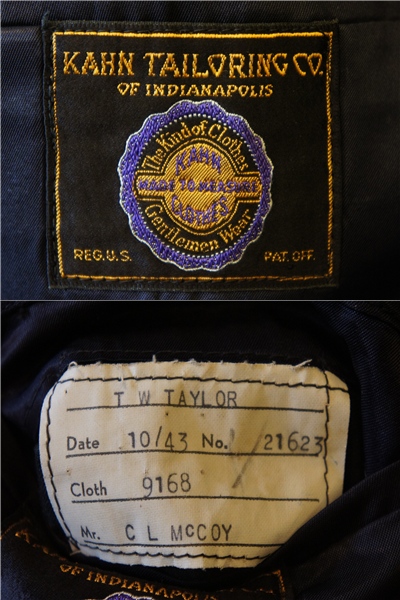 KAHN TAILORING CO.
OF INDIANAPOLIS
The Kind of Clothes
KAHN
MADE TO MEASURE
Clothes
Gentlemen Wear
REG. U.S. PAT. OFF.
T W TAYLOR
Date 10/43 No. 21623
Cloth 9168
Mr. C L McCOY
OF INDIANAPOLIS